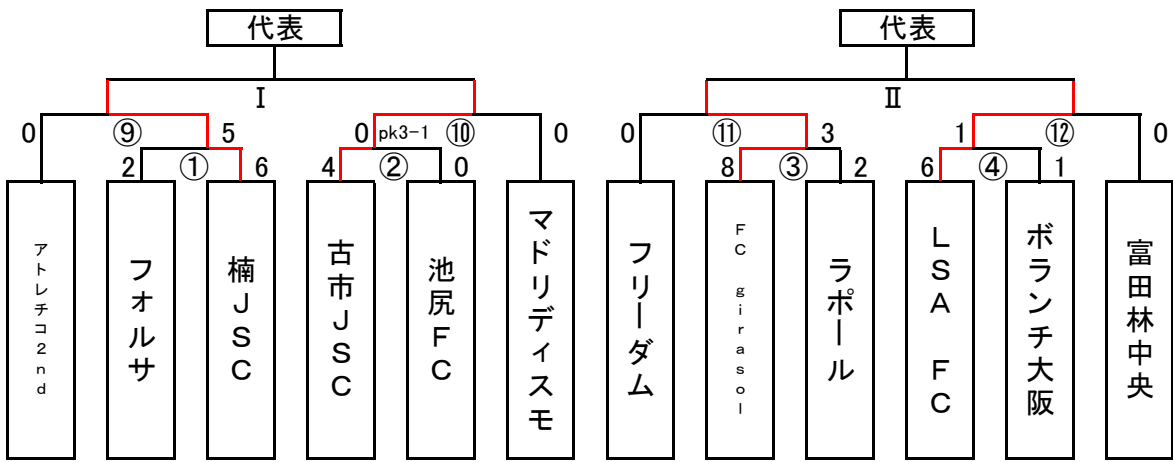 代表
代表
Ⅰ
Ⅱ
0
⑨
5
0
pk3-1
⑩
0
0
⑪
3
1
⑫
0
2
①
6
4
②
0
8
③
2
6
④
1
アトレチコ2nd
フォルサ
楠JSC
古市JSC
池尻FC
マドリディスモ
フリーダム
FC girasol
ラポール
LSA FC
ボランチ大阪
富田林中央